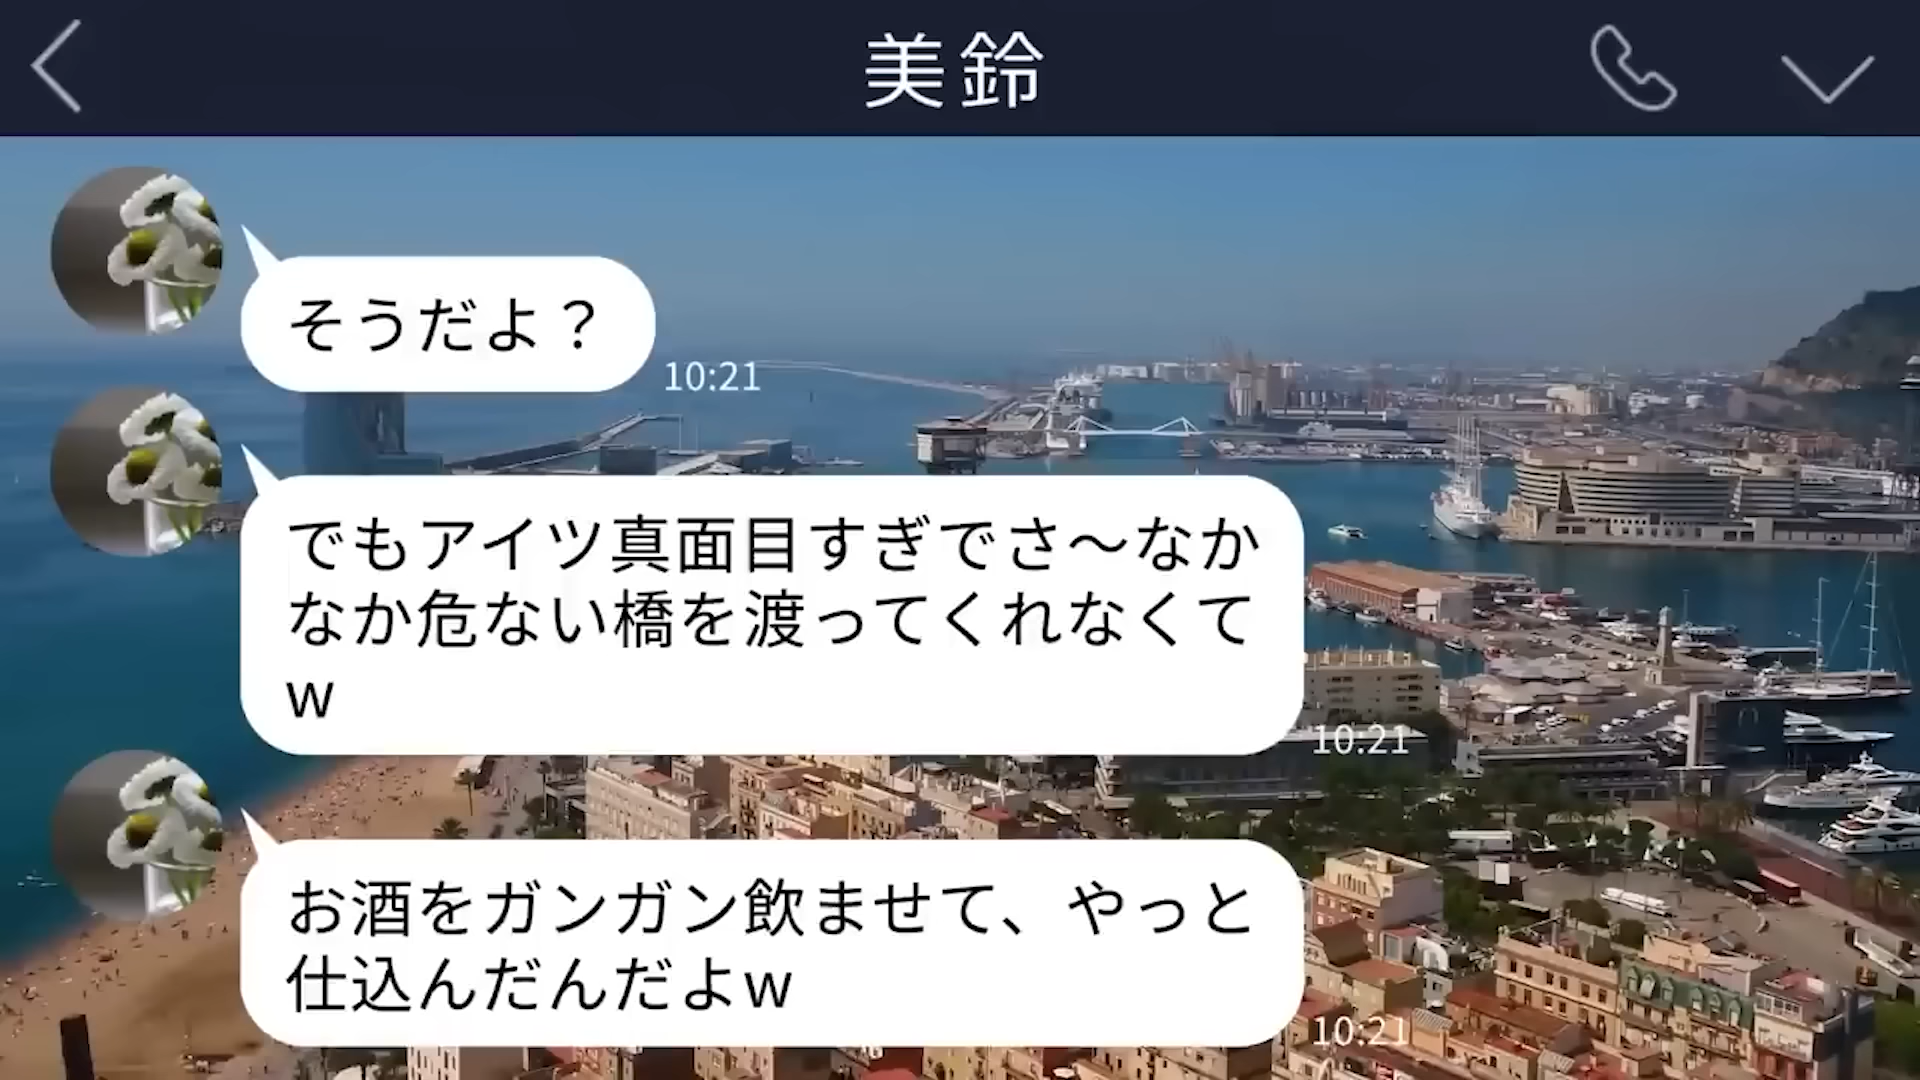 美鈴
そうだよ？
10:21
でもアイツ真面目すぎでさ〜なか
なか危ない橋を渡ってくれなくて
w
10:21
お酒をガンガン飲ませて、やっと
仕込んだんだよw
10:21